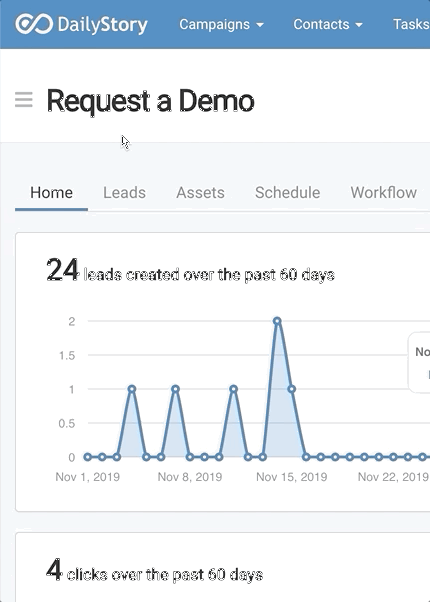 DailyStory Campaigns Contacts Tasks
Request a Demo
Home Leads Assets Schedule Workflow
24 leads created over the past 60 days
2
1.5
No
1
0.5
0
Nov 1, 2019 Nov 8, 2019 Nov 15, 2019 Nov 22, 2019
4 clicks over the past 60 days